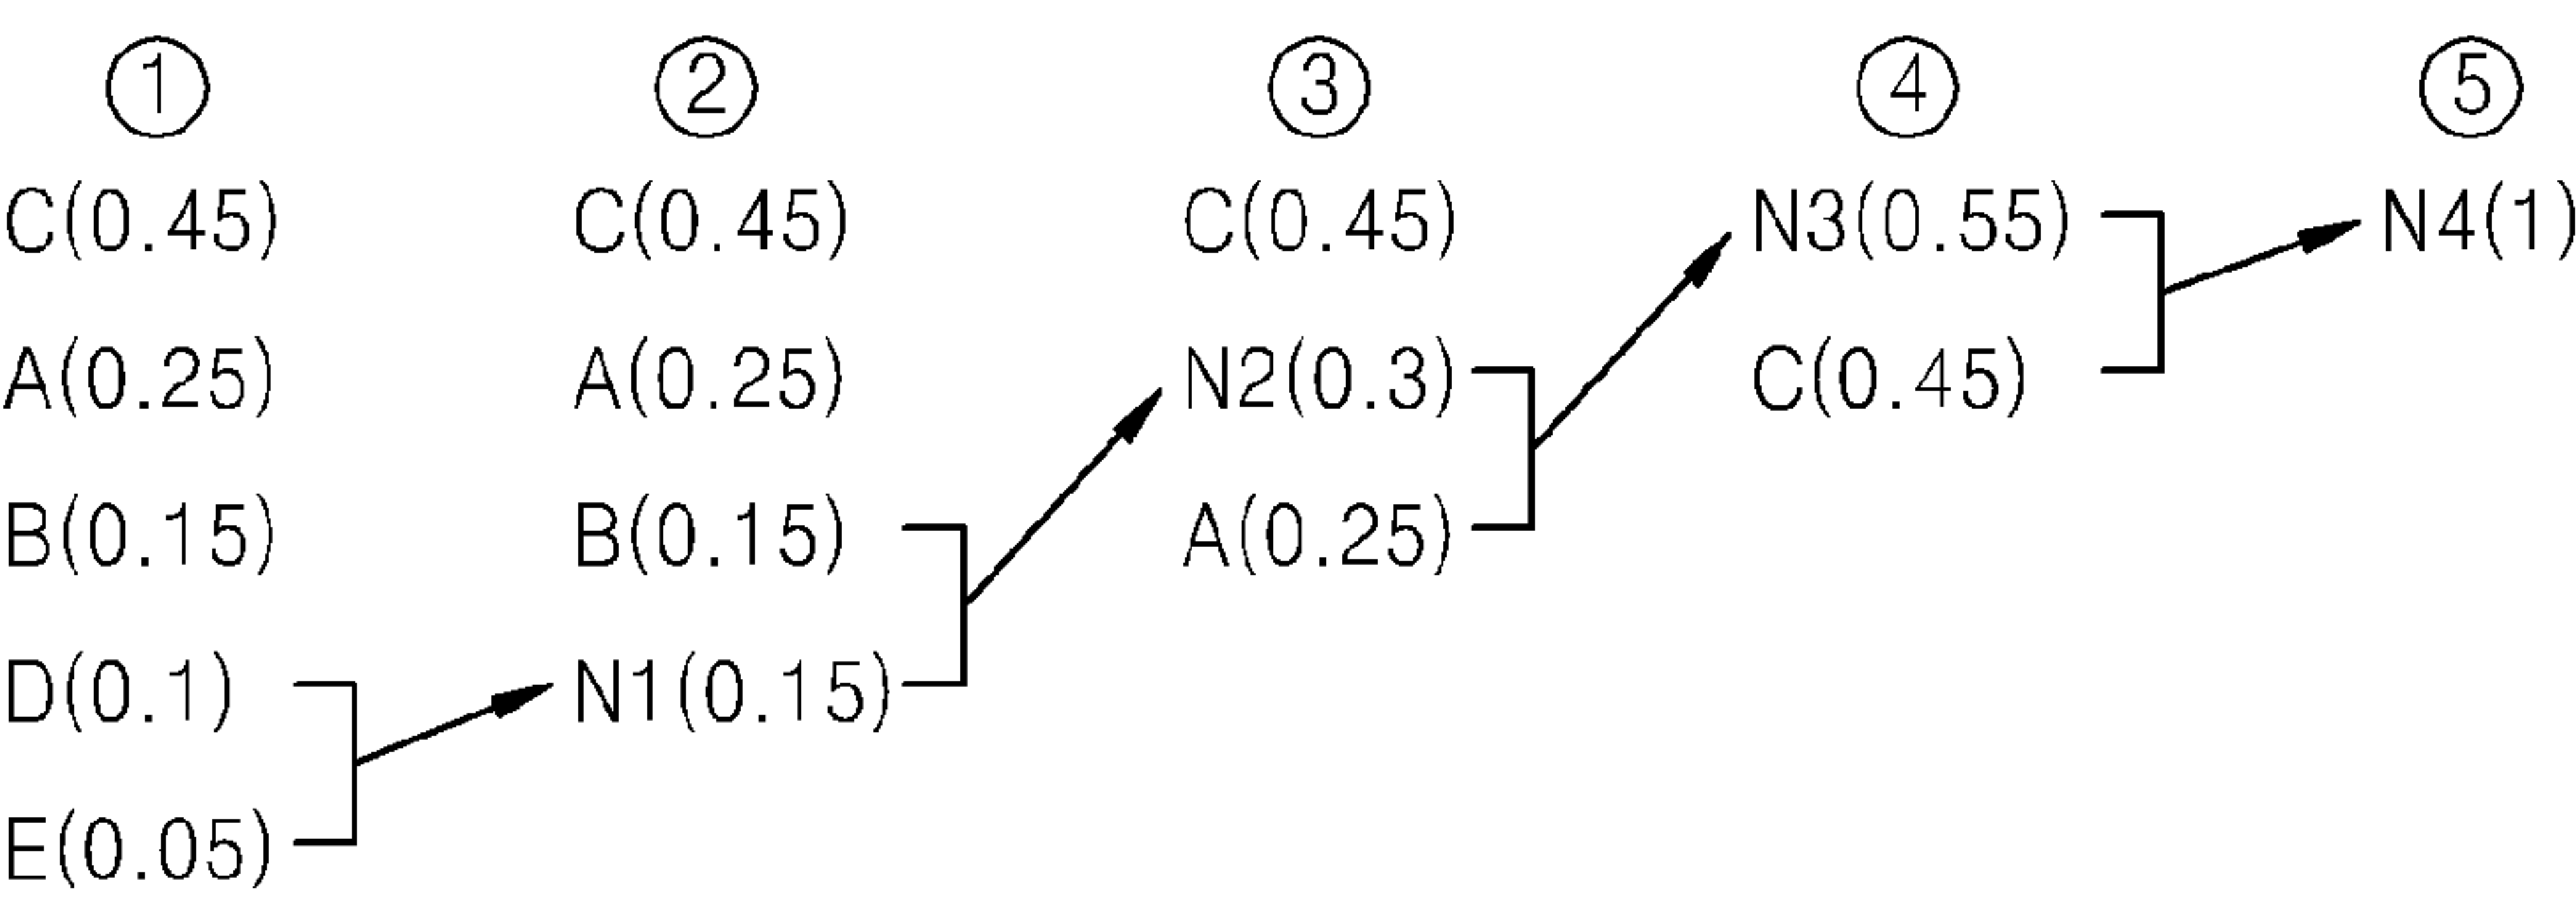 ① ② ③ ④ ⑤
C(0.45) C(0.45) C(0.45) N3(0.55) N4(1)
A(0.25) A(0.25) N2(0.3) C(0.45)
B(0.15) B(0.15) A(0.25)
D(0.1) N1(0.15)
E(0.05)